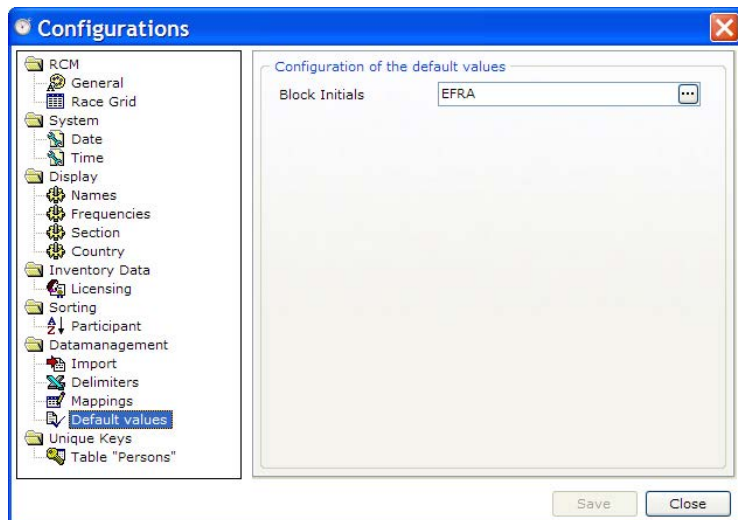 Configurations
RCM
General
Race Grid
System
Date
Time
Display
Names
Frequencies
Section
Country
Inventory Data
Licensing
Sorting
Participant
Datamanagement
Import
Delimiters
Mappings
Default values
Unique Keys
Table "Persons"
Configuration of the default values
Block Initials EFRA ...
Save Close